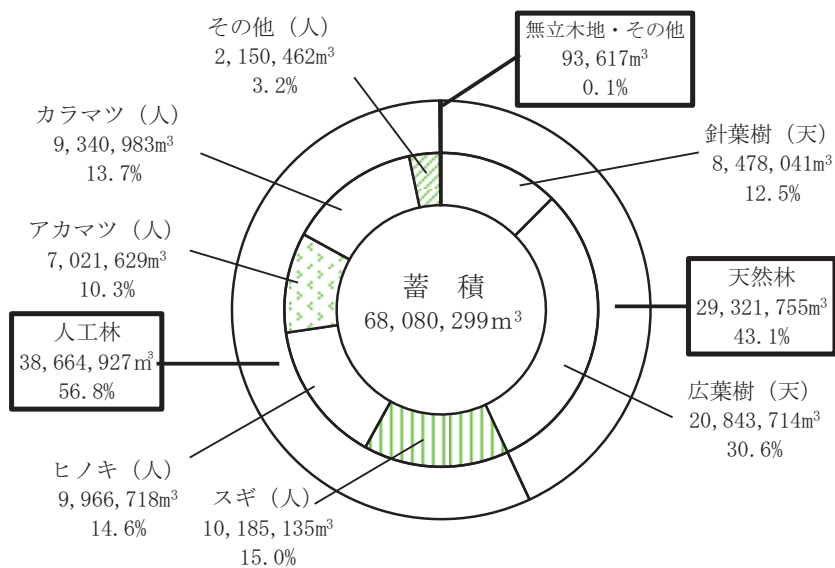 その他（人）
2,150,462m³
3.2%
無立木地・その他
93,617m³
0.1%
カラマツ（人）
9,340,983m³
13.7%
針葉樹（天）
8,478,041m³
12.5%
アカマツ（人）
7,021,629m³
10.3%
蓄　積
68,080,299m³
天然林
29,321,755m³
43.1%
人工林
38,664,927m³
56.8%
広葉樹（天）
20,843,714m³
30.6%
ヒノキ（人）
9,966,718m³
14.6%
スギ（人）
10,185,135m³
15.0%